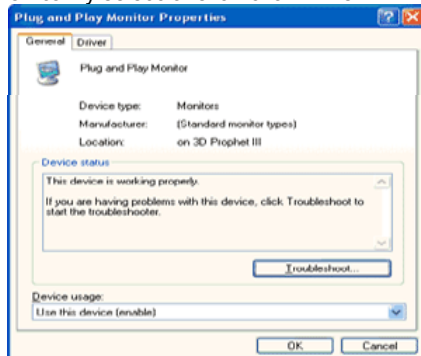 Plug and Play Monitor Properties
General Driver
Plug and Play Monitor
Device type: Monitors
Manufacturer: (Standard monitor types)
Location: on 3D Prophet III
Device status
This device is working properly.
If you are having problems with this device, click Troubleshoot to
start the troubleshooter.
Troubleshoot...
Device usage:
Use this device (enable)
OK Cancel